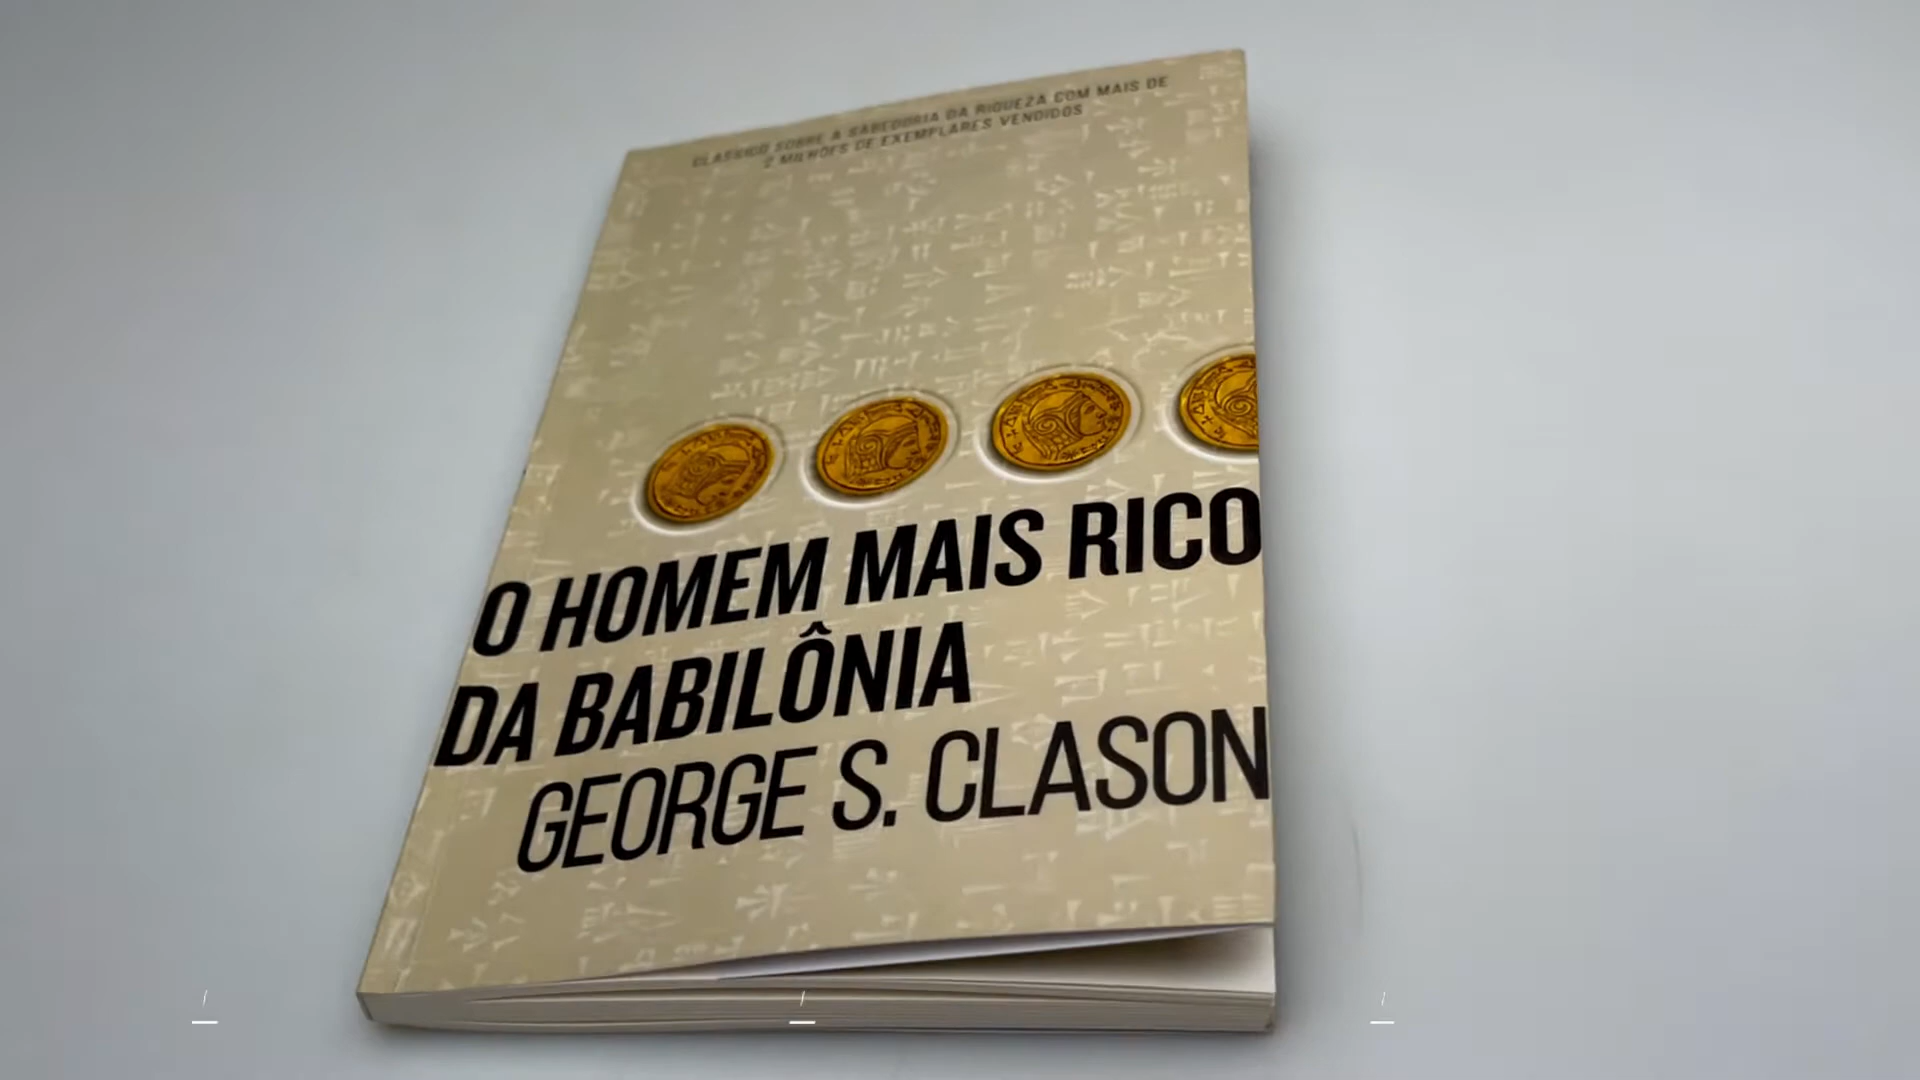 CLÁSSICO SOBRE A SABEDORIA DA RIQUEZA COM MAIS DE
2 MILHÕES DE EXEMPLARES VENDIDOS
O HOMEM MAIS RICO
DA BABILÔNIA
GEORGE S. CLASON